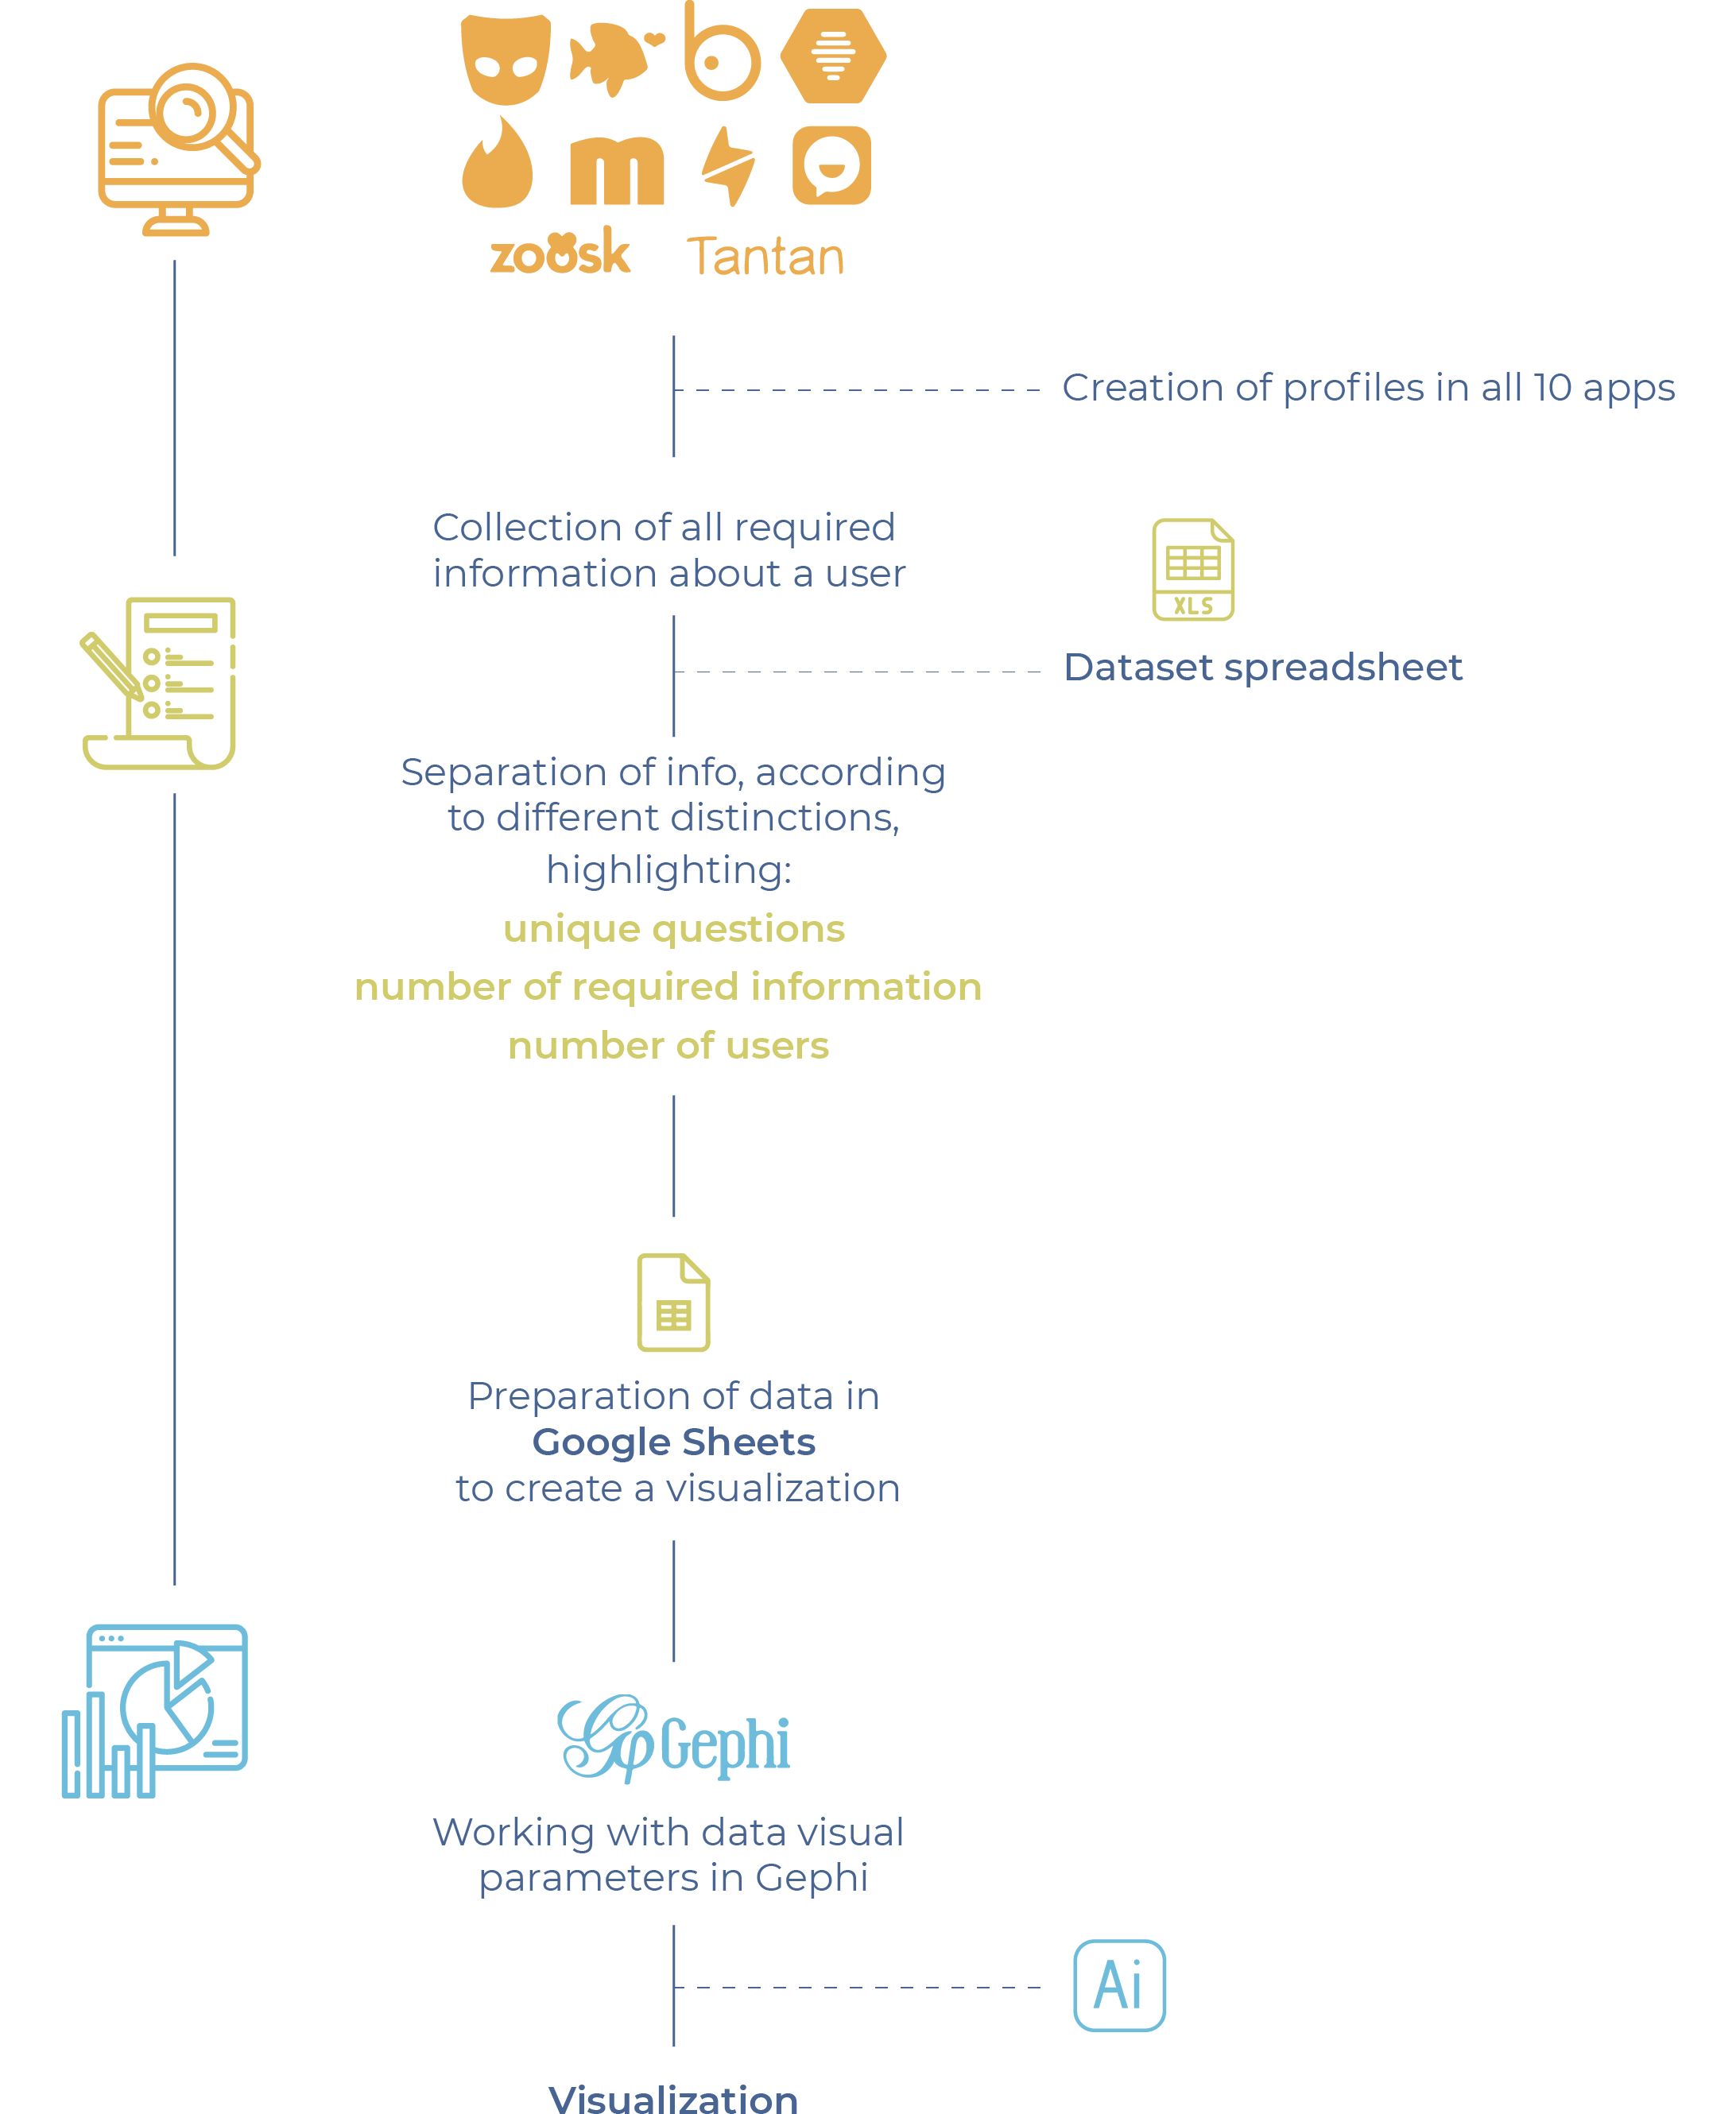 b
m
zoosk
Tantan
Creation of profiles in all 10 apps
Collection of all required
information about a user
XLS
Dataset spreadsheet
Separation of info, according
to different distinctions,
highlighting:
unique questions
number of required information
number of users
Preparation of data in
Google Sheets
to create a visualization
Gephi
Working with data visual
parameters in Gephi
Ai
Visualization